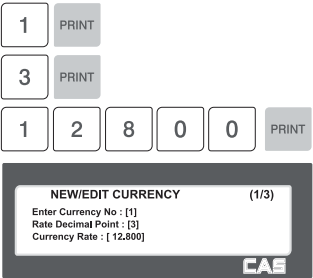 1 PRINT
3 PRINT
1 2 8 0 0 PRINT
NEW/EDIT CURRENCY (1/3)
Enter Currency No : [1]
Rate Decimal Point : [3]
Currency Rate : [ 12.800]
CAS